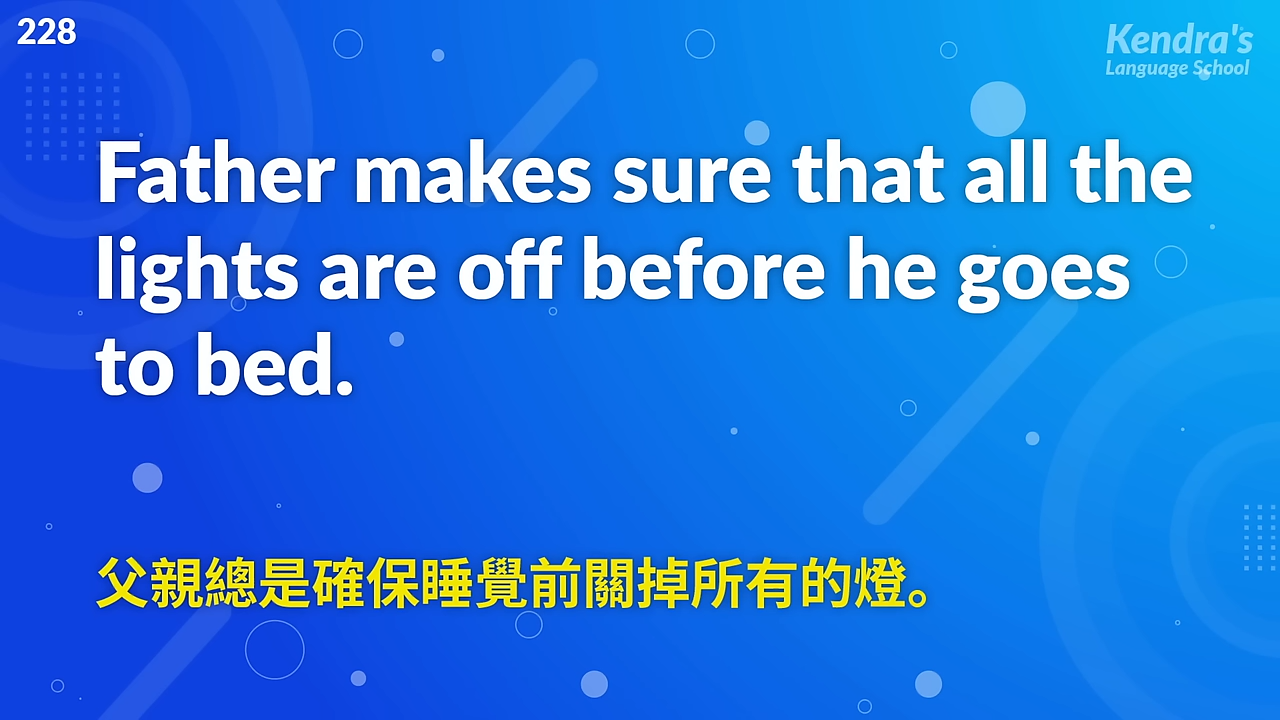 228
Kendra's
Language School
Father makes sure that all the
lights are off before he goes
to bed.
父親總是確保睡覺前關掉所有的燈。